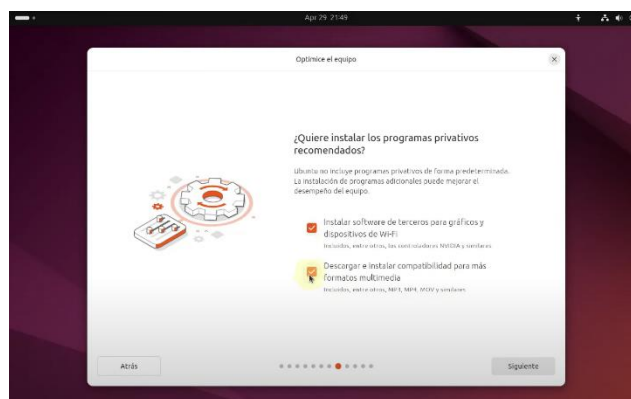 Apr 29 21:49
Optimice el equipo
¿Quiere instalar los programas privativos
recomendados?
Ubuntu no incluye programas privativos de forma predeterminada.
La instalación de programas adicionales puede mejorar el
desempeño del equipo.
Instalar software de terceros para gráficos y
dispositivos de Wi-Fi
Incluidos, entre otros, los controladores NVIDIA y similares
Descargar e instalar compatibilidad para más
formatos multimedia
Incluidos, entre otros, MP3, MP4, MOV y similares
Atrás
Siguiente